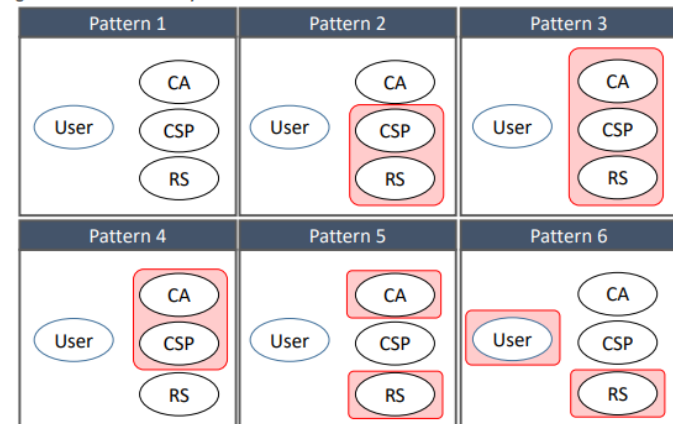 Pattern 1 Pattern 2 Pattern 3
CA CA CA
User CSP User CSP User CSP
RS RS RS
Pattern 4 Pattern 5 Pattern 6
CA CA CA
User CSP User CSP User CSP
RS RS RS